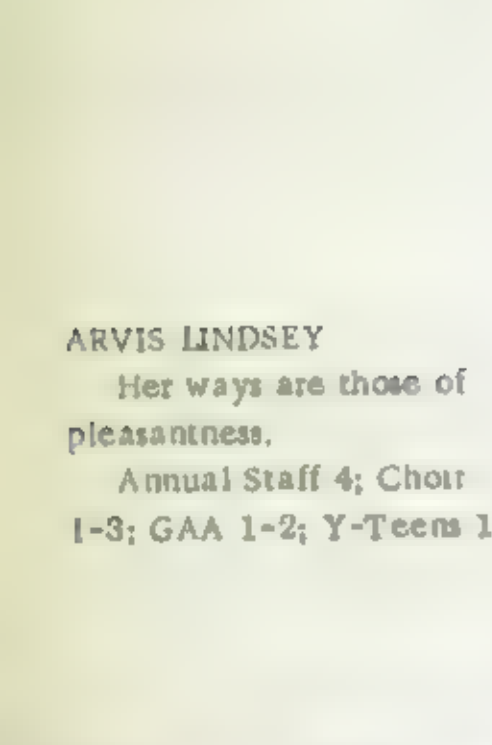 ARVIS LINDSEY
Her ways are those of
pleasantness.
Annual Staff 4; Choir
1-3; GAA 1-2; Y-Teens 1